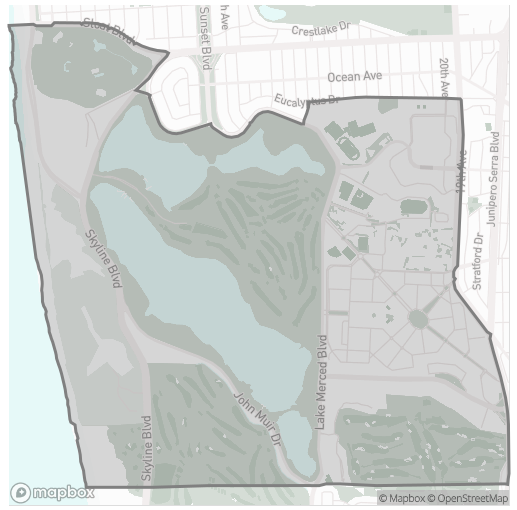 Sloat Blvd
Sunset Blvd
h Ave
Crestlake Dr
Ocean Ave
20th Ave
Eucalyptus Dr
19th Ave
Junipero Serra Blvd
Stratford Dr
Skyline Blvd
Lake Merced Blvd
John Muir Dr
Skyline Blvd
mapbox
© Mapbox © OpenStreetMap